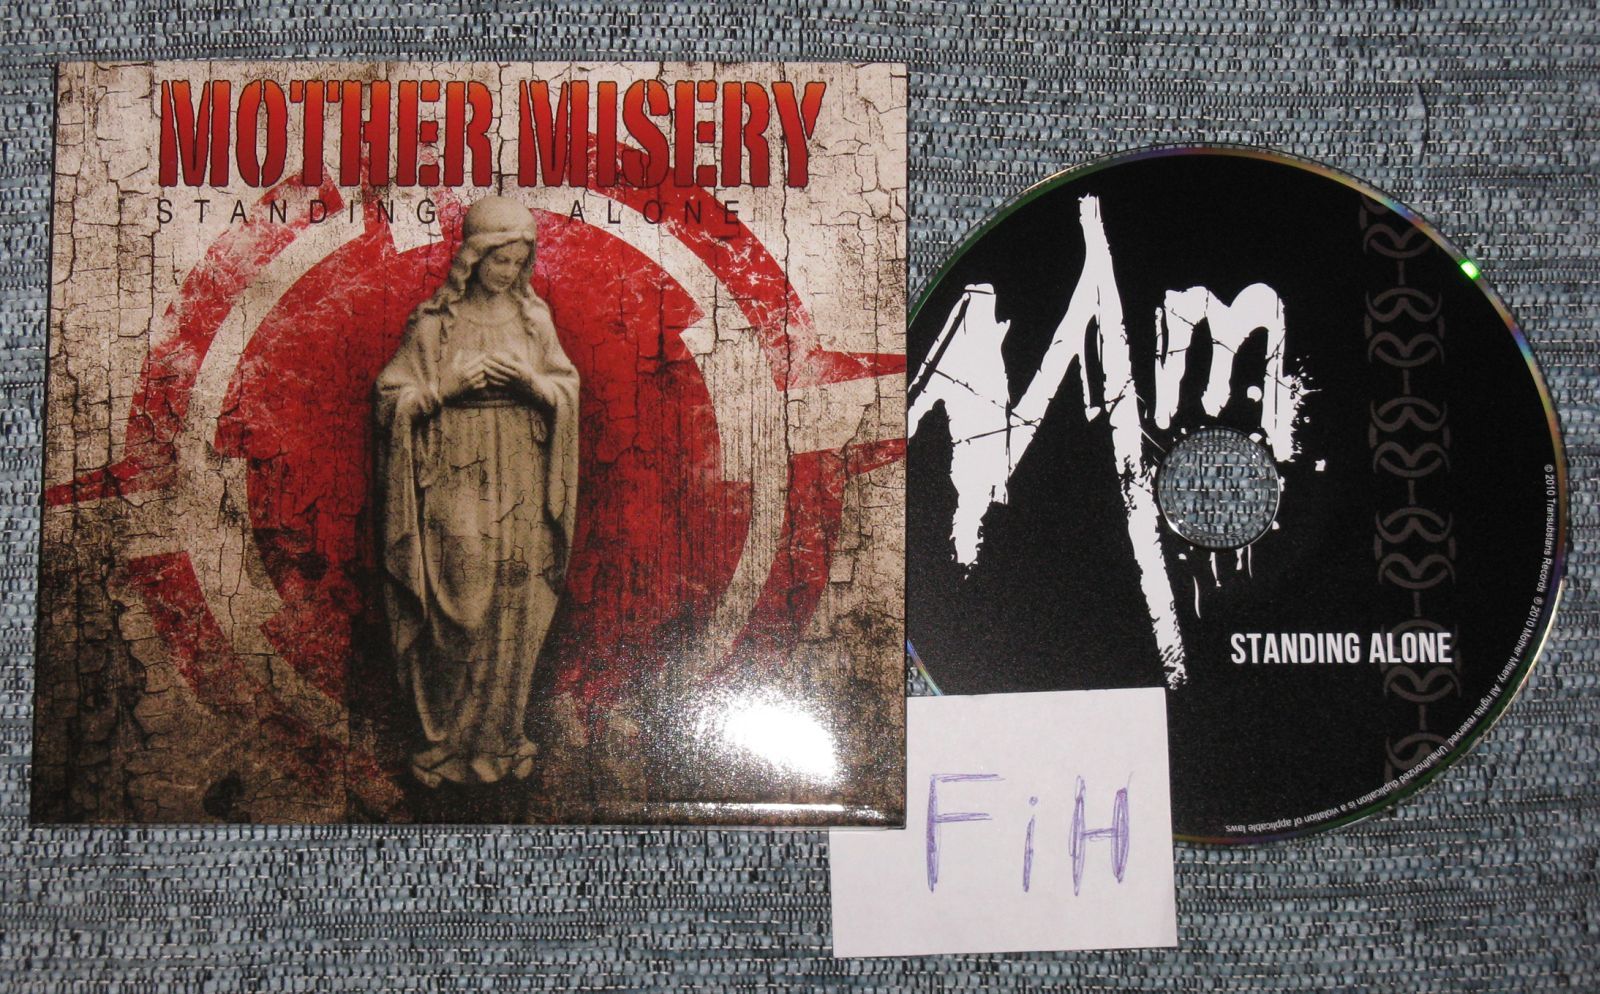 MOTHER MISERY
STANDING ALONE
Mm
STANDING ALONE
℗ 2010 Transubstans Records © 2010 Mother Misery. All rights reserved. Unauthorized duplication is a violation of applicable laws
FiH